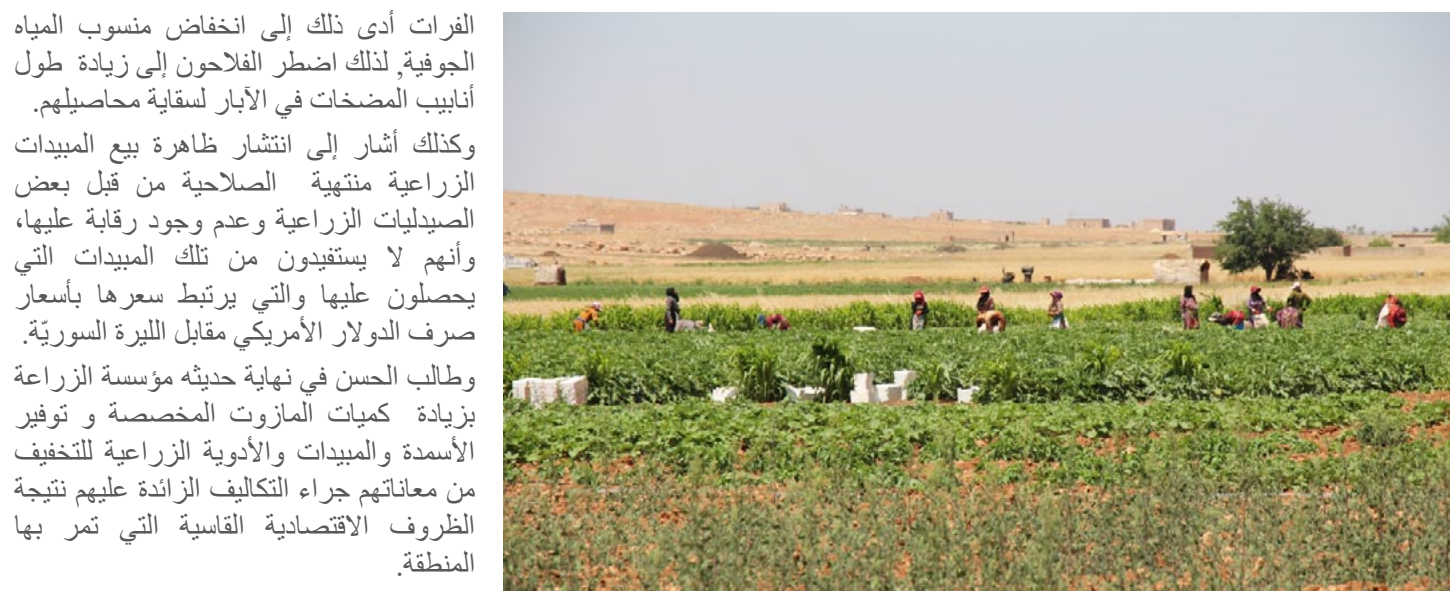 الفرات أدى ذلك إلى انخفاض منسوب المياه
الجوفية, لذلك اضطر الفلاحون إلى زيادة طول
أنابيب المضخات في الآبار لسقاية محاصيلهم.
وكذلك أشار إلى انتشار ظاهرة بيع المبيدات
الزراعية منتهية الصلاحية من قبل بعض
الصيدليات الزراعية وعدم وجود رقابة عليها،
وأنهم لا يستفيدون من تلك المبيدات التي
يحصلون عليها والتي يرتبط سعرها بأسعار
صرف الدولار الأمريكي مقابل الليرة السوريّة.
وطالب الحسن في نهاية حديثه مؤسسة الزراعة
بزيادة كميات المازوت المخصصة و توفير
الأسمدة والمبيدات والأدوية الزراعية للتخفيف
من معاناتهم جراء التكاليف الزائدة عليهم نتيجة
الظروف الاقتصادية القاسية التي تمر بها
المنطقة.